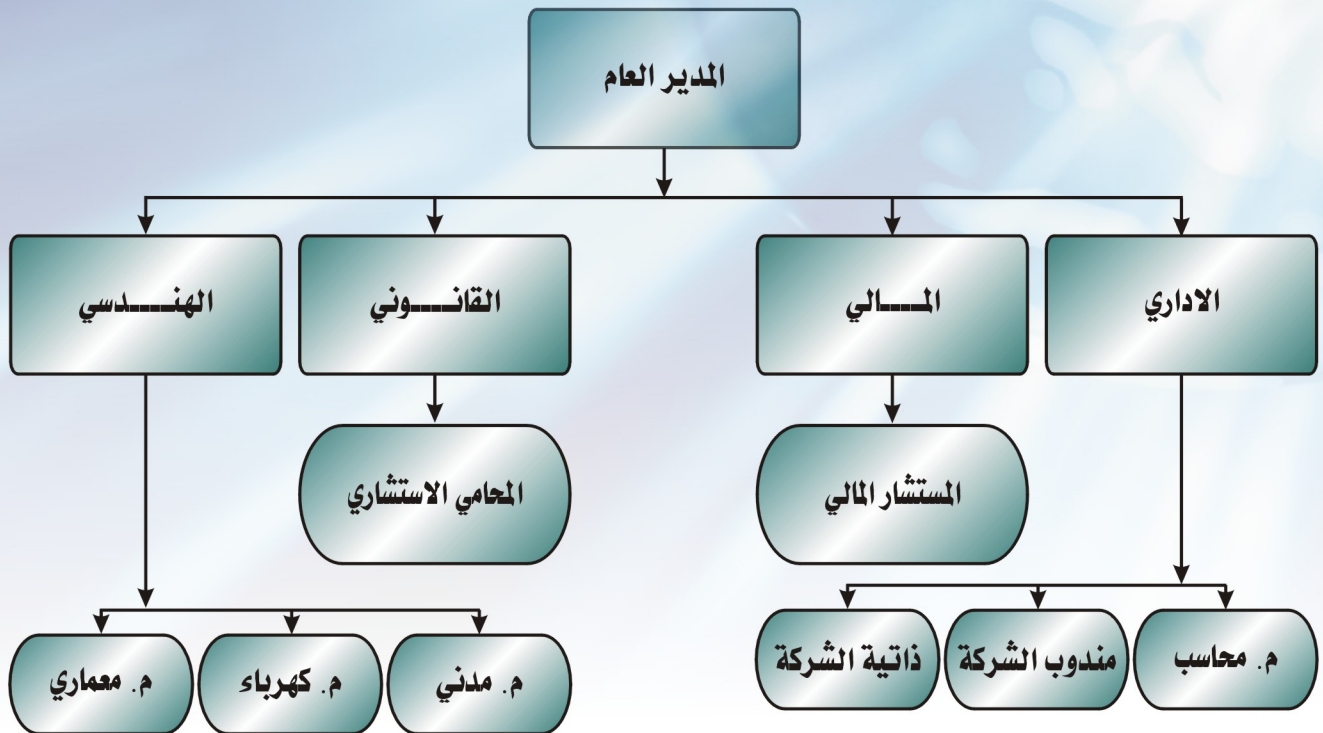 المدير العام
الاداري
المـــالي
القانـــوني
الهنـــدسي
المستشار المالي
المحامي الاستشاري
م. محاسب
مندوب الشركة
ذاتية الشركة
م. مدني
م. كهرباء
م. معماري